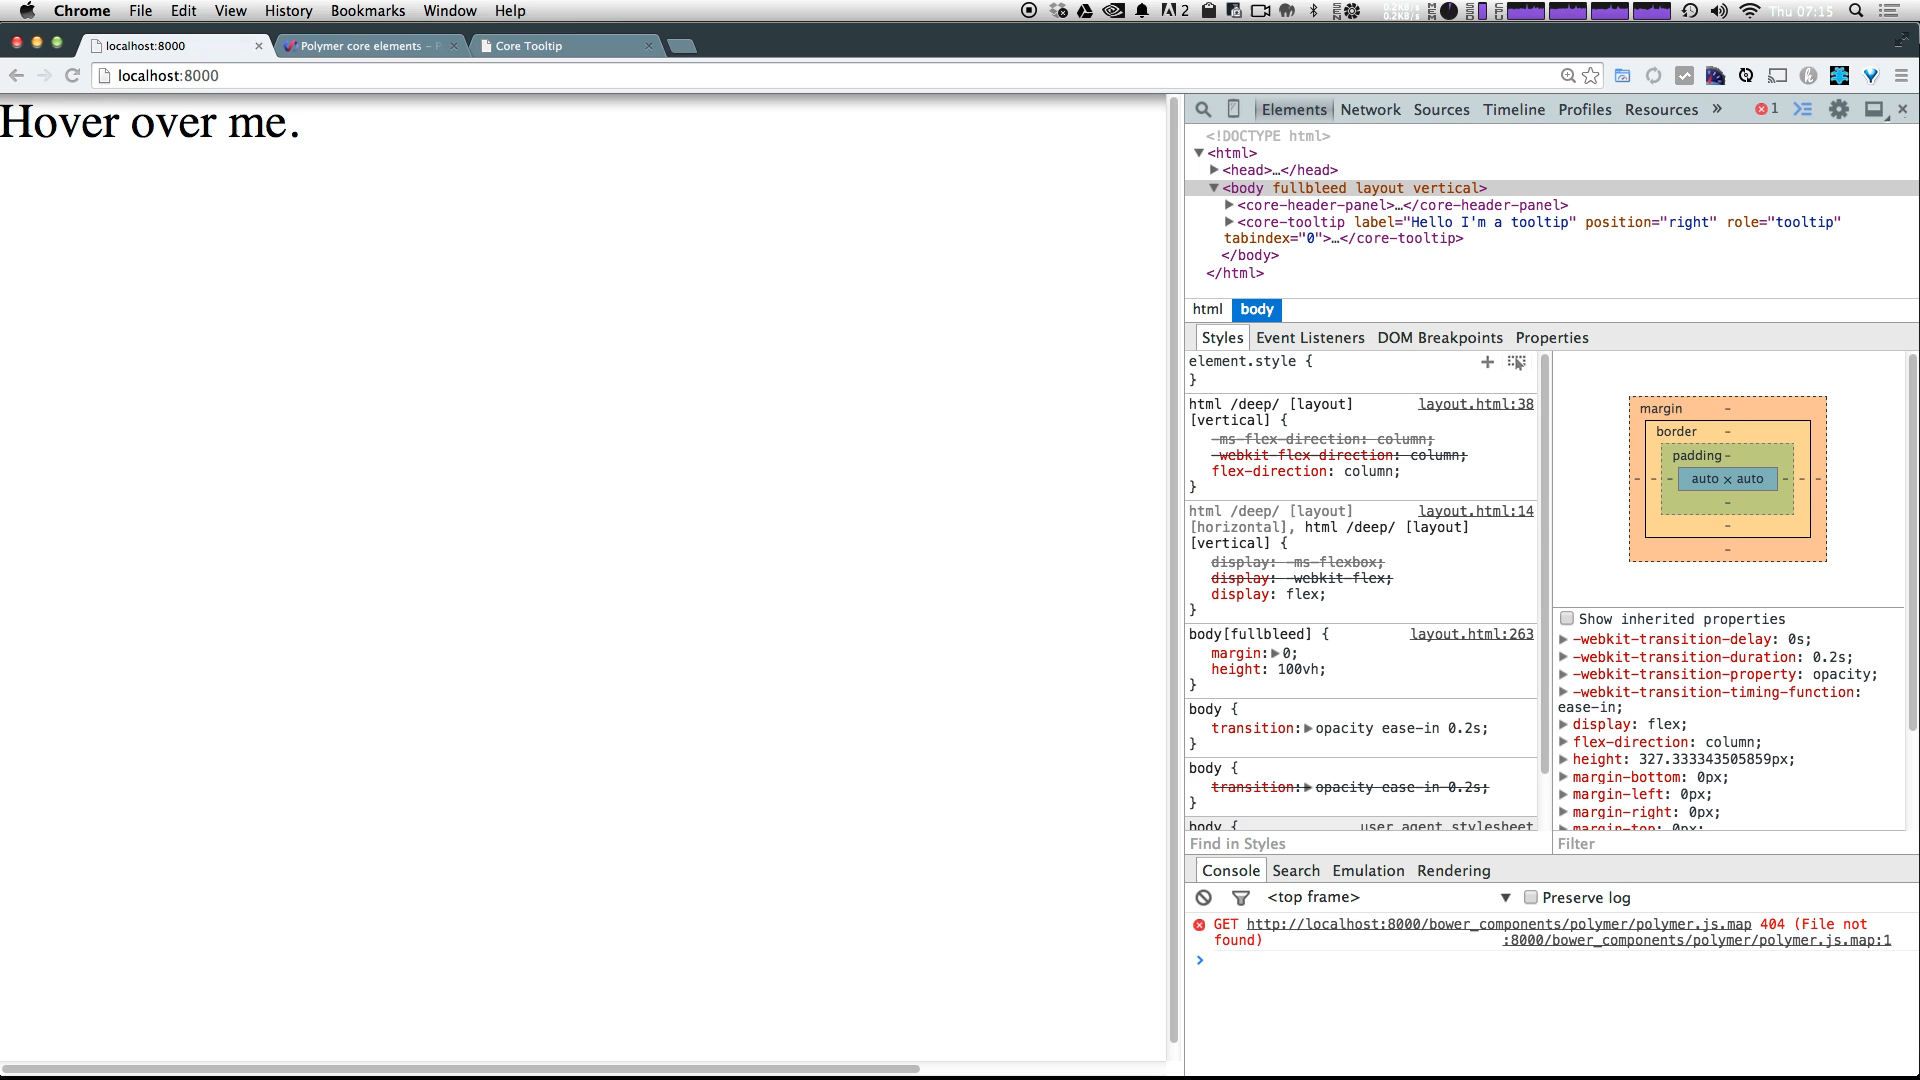 Chrome File Edit View History Bookmarks Window Help 2 Thu 07:15
localhost:8000 Polymer core elements – Core Tooltip
localhost:8000
Hover over me.
Elements Network Sources Timeline Profiles Resources » 1
<!DOCTYPE html>
▼<html>
▶<head>…</head>
▼<body fullbleed layout vertical>
▶<core-header-panel>…</core-header-panel>
▶<core-tooltip label="Hello I'm a tooltip" position="right" role="tooltip"
tabindex="0">…</core-tooltip>
</body>
</html>
html body
Styles Event Listeners DOM Breakpoints Properties
element.style {
}
html /deep/ [layout] layout.html:38
[vertical] {
-ms-flex-direction: column;
-webkit-flex-direction: column;
flex-direction: column;
}
html /deep/ [layout] layout.html:14
[horizontal], html /deep/ [layout]
[vertical] {
display: -ms-flexbox;
display: -webkit-flex;
display: flex;
}
body[fullbleed] { layout.html:263
margin:▶0;
height: 100vh;
}
body {
transition:▶opacity ease-in 0.2s;
}
body {
transition:▶opacity ease-in 0.2s;
}
body { user agent stylesheet
Find in Styles
margin –
border –
padding –
auto × auto
Show inherited properties
▶-webkit-transition-delay: 0s;
▶-webkit-transition-duration: 0.2s;
▶-webkit-transition-property: opacity;
▶-webkit-transition-timing-function:
ease-in;
▶display: flex;
▶flex-direction: column;
▶height: 327.333343505859px;
▶margin-bottom: 0px;
▶margin-left: 0px;
▶margin-right: 0px;
▶margin-top: 0px;
Filter
Console Search Emulation Rendering
<top frame> ▼ Preserve log
GET http://localhost:8000/bower_components/polymer/polymer.js.map 404 (File not
found) :8000/bower_components/polymer/polymer.js.map:1
>